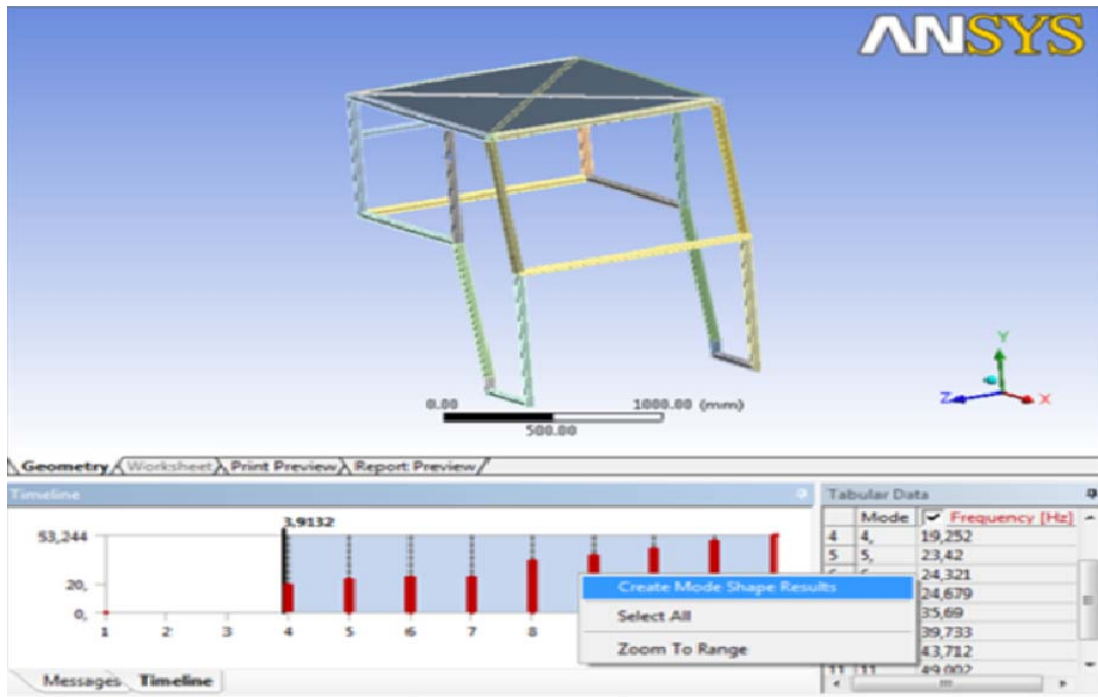 ANSYS
Y
Z X
0.00 1000.00 (mm)
500.00
Geometry Worksheet Print Preview Report Preview
Timeline
3,9132
53,244
20,
0,
1 2 3 4 5 6 7 8
Create Mode Shape Results
Select All
Zoom To Range
Messages Timeline
Tabular Data
Mode Frequency [Hz]
4 4, 19,252
5 5, 23,42
24,321
24,679
35,69
39,733
43,712
11 11 49,002